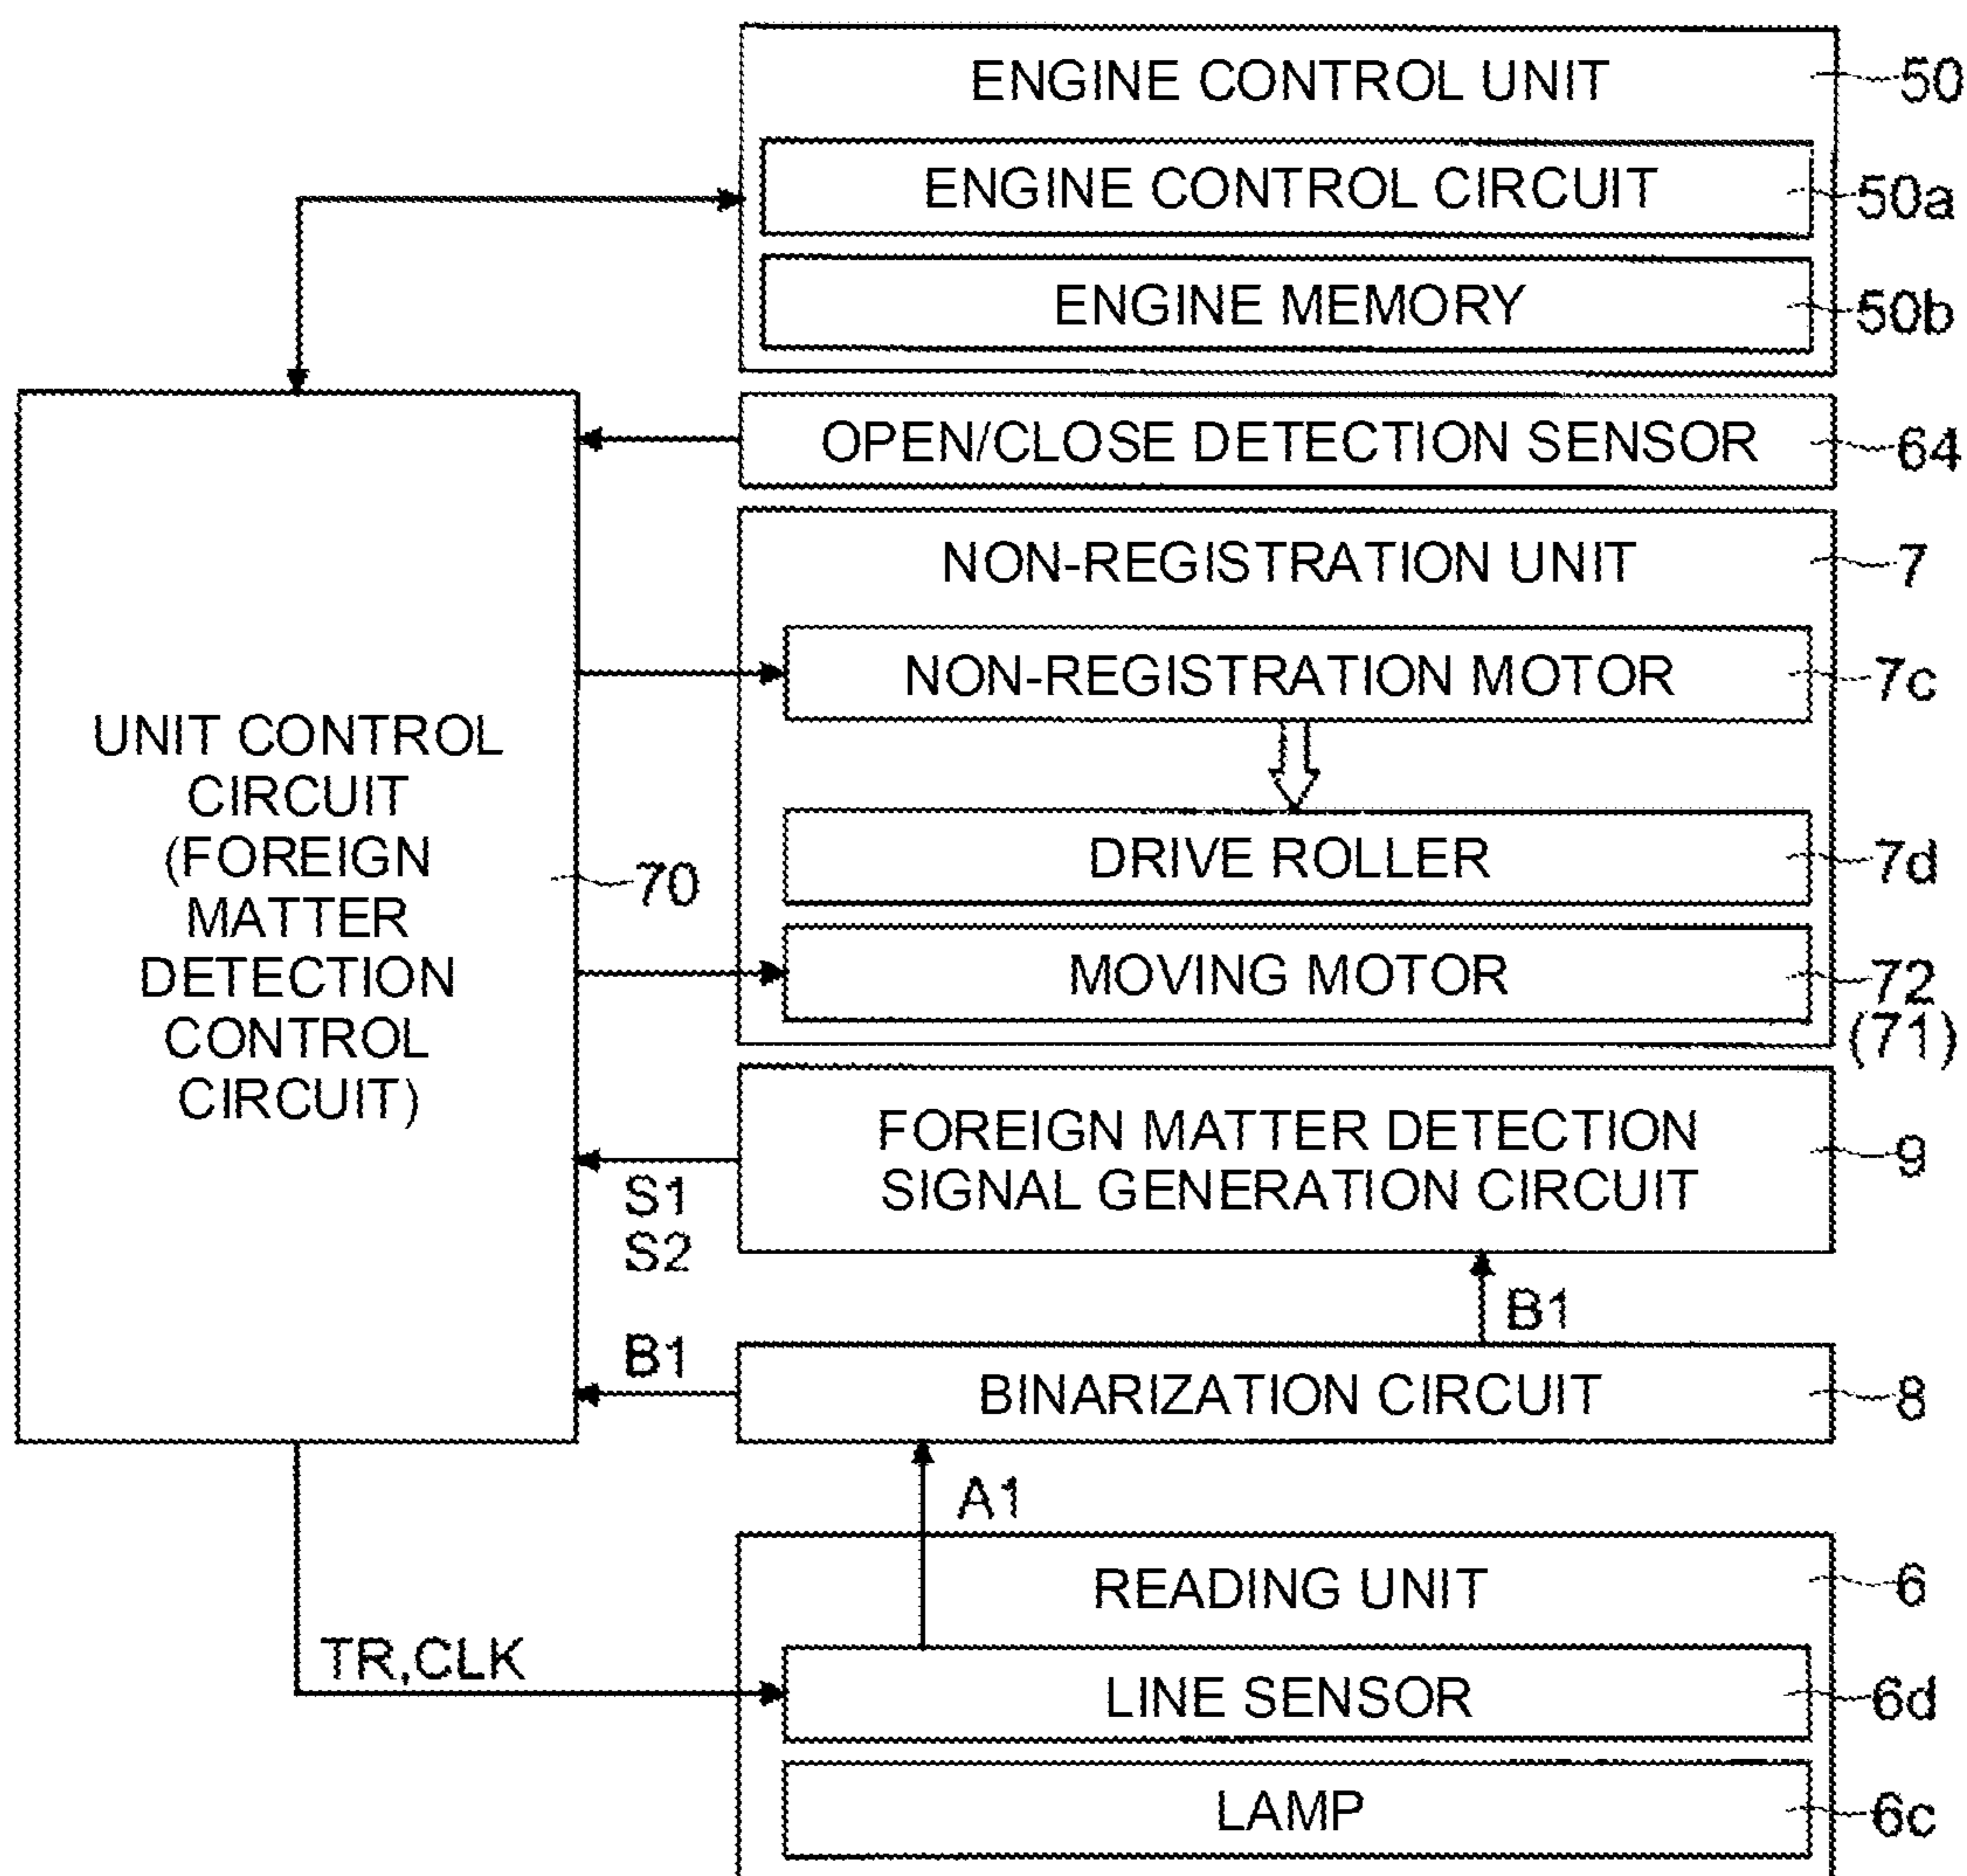 ENGINE CONTROL UNIT
50
ENGINE CONTROL CIRCUIT
50a
ENGINE MEMORY
50b
OPEN/CLOSE DETECTION SENSOR
64
NON-REGISTRATION UNIT
7
NON-REGISTRATION MOTOR
7c
DRIVE ROLLER
7d
MOVING MOTOR
72
(71)
UNIT CONTROL
CIRCUIT
(FOREIGN
MATTER
DETECTION
CONTROL
CIRCUIT)
70
FOREIGN MATTER DETECTION
SIGNAL GENERATION CIRCUIT
9
S1
S2
B1
B1
BINARIZATION CIRCUIT
8
A1
READING UNIT
6
TR,CLK
LINE SENSOR
6d
LAMP
6c